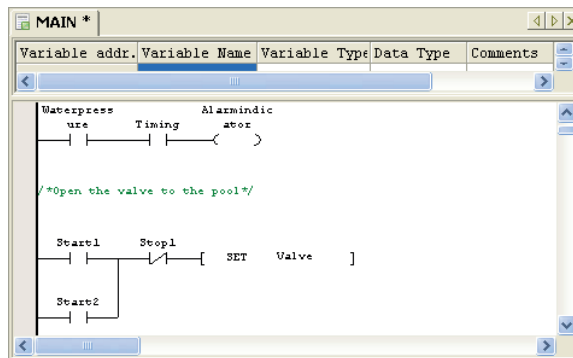 MAIN *
Variable addr. Variable Name Variable Type Data Type Comments
Waterpress
ure
Timing
Alarmindic
ator
/*Open the valve to the pool*/
Start1 Stop1
SET Valve
Start2